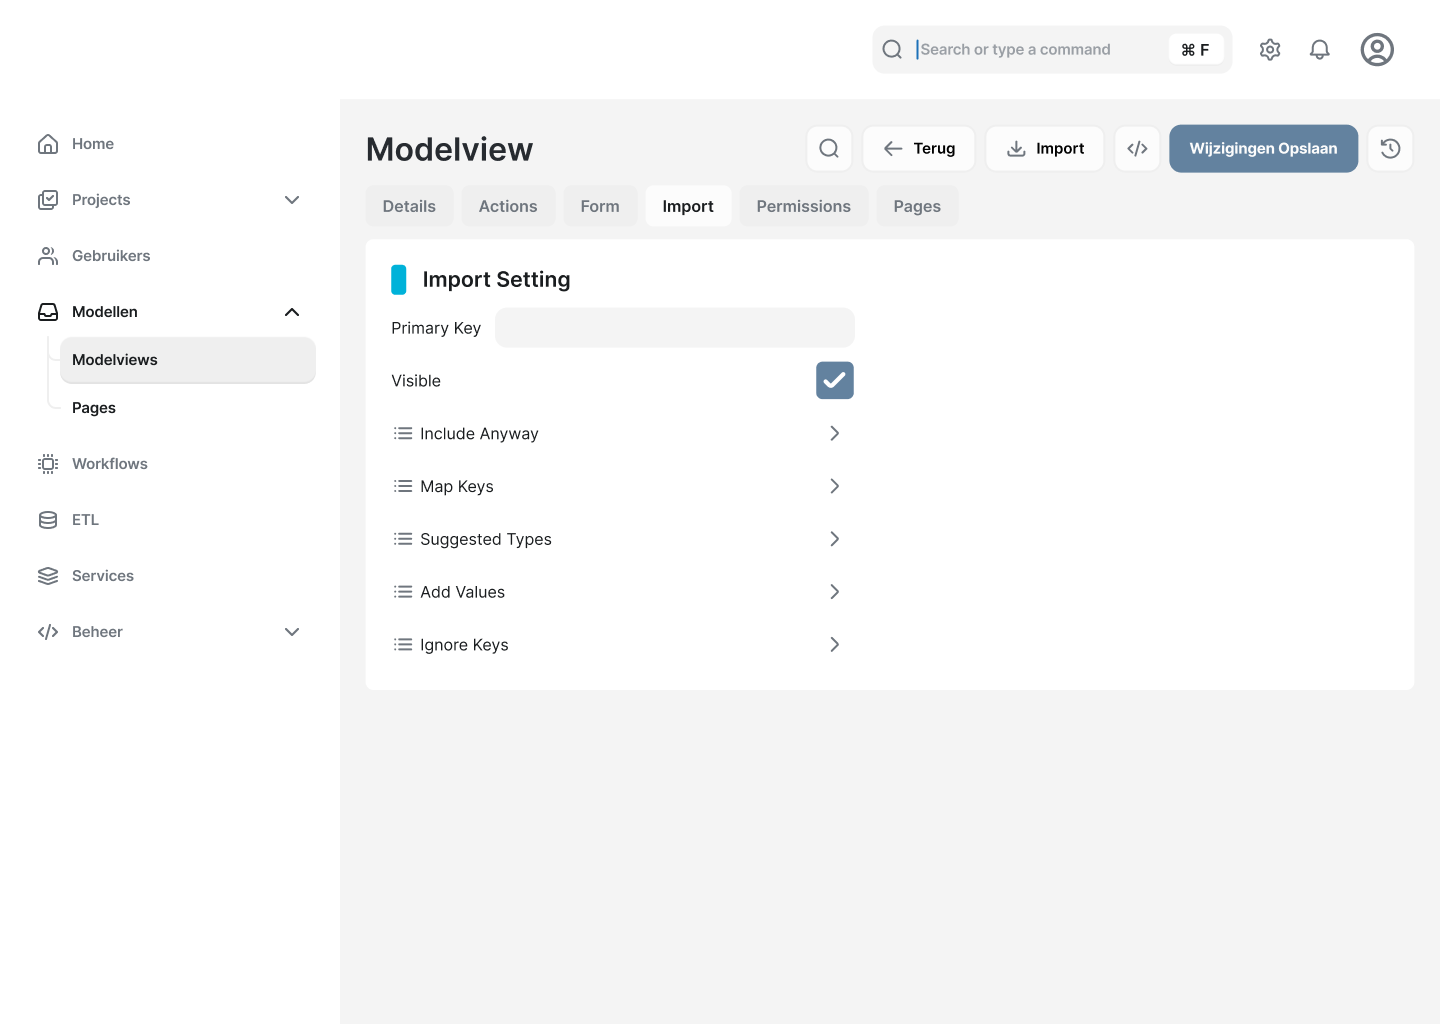 Search or type a command
⌘ F
Home
Projects
Gebruikers
Modellen
Modelviews
Pages
Workflows
ETL
Services
Beheer
Modelview
Terug
Import
Wijzigingen Opslaan
Details
Actions
Form
Import
Permissions
Pages
Import Setting
Primary Key
Visible
Include Anyway
Map Keys
Suggested Types
Add Values
Ignore Keys